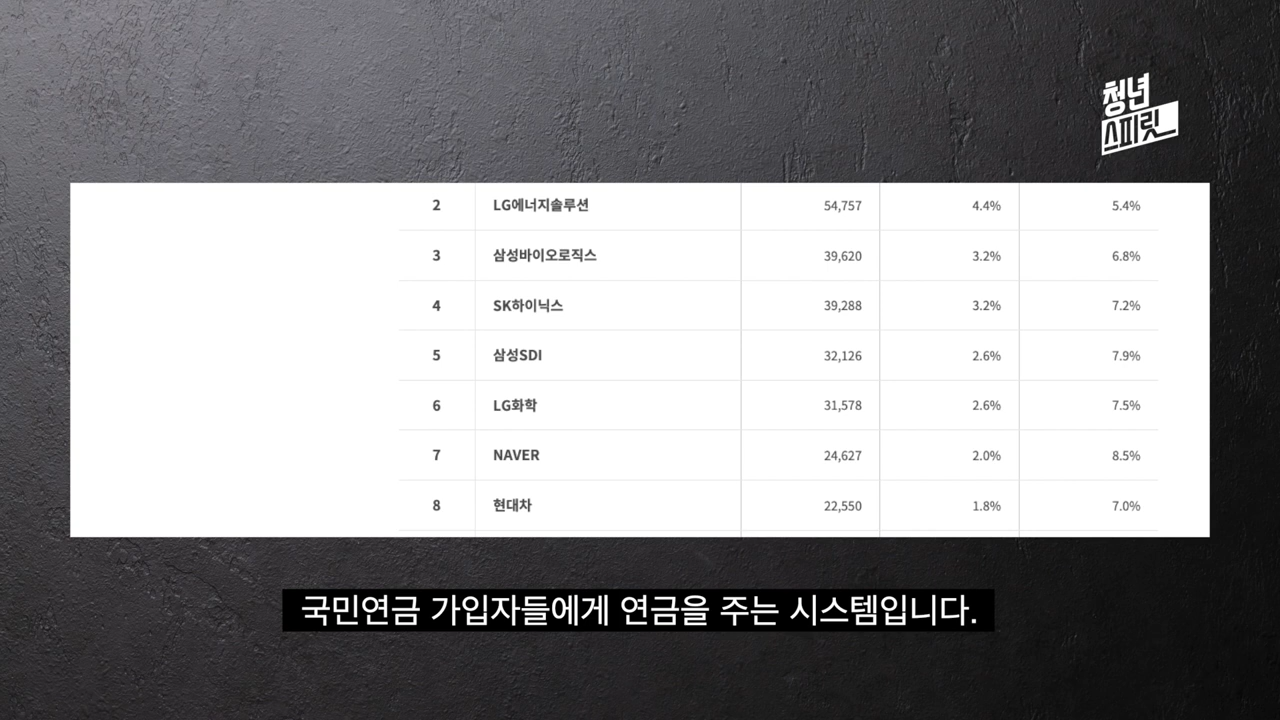 청년
스피릿
2 LG에너지솔루션 54,757 4.4% 5.4%
3 삼성바이오로직스 39,620 3.2% 6.8%
4 SK하이닉스 39,288 3.2% 7.2%
5 삼성SDI 32,126 2.6% 7.9%
6 LG화학 31,578 2.6% 7.5%
7 NAVER 24,627 2.0% 8.5%
8 현대차 22,550 1.8% 7.0%
국민연금 가입자들에게 연금을 주는 시스템입니다.